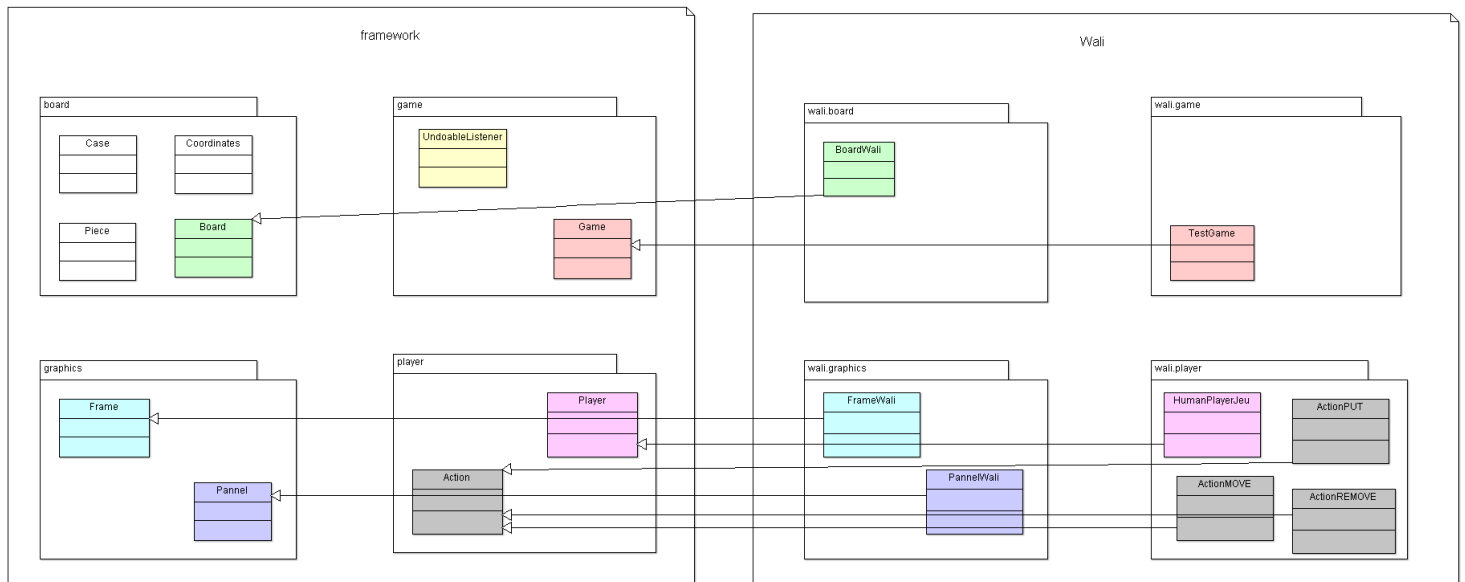 framework
board
Case
Coordinates
Piece
Board
game
UndoableListener
Game
graphics
Frame
Pannel
player
Player
Action
Wali
wali.board
BoardWali
wali.game
TestGame
wali.graphics
FrameWali
PannelWali
wali.player
HumanPlayerJeu
ActionPUT
ActionMOVE
ActionREMOVE